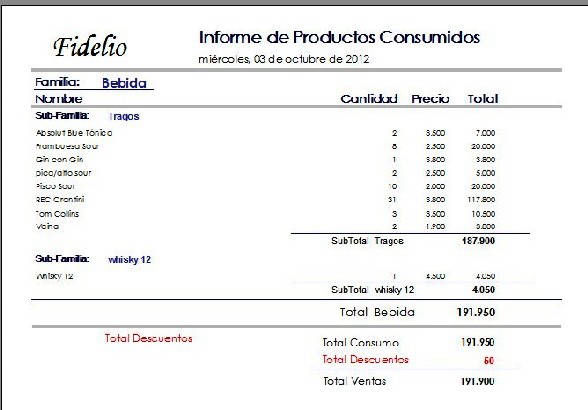 Fidelio
Informe de Productos Consumidos
miércoles, 03 de octubre de 2012
Familia: Bebida
Nombre Cantidad Precio Total
Sub-Familia: Tragos
Absolut Blue Tónica 2 3.500 7.000
Frambuesa Sour 8 2.500 20.000
Gin con Gin 1 3.800 3.800
sour 2 2.500 5.000
Pisco Sour 10 2.000 20.000
Crantini 31 3.800 117.800
Tom Collins 3 3.500 10.500
Vaina 2 1.900 3.800
SubTotal Tragos 187.900
Sub-Familia: whisky 12
Whisky 12 1 4.500 4.050
SubTotal whisky 12 4.050
Total Bebida 191.950
Total Descuentos
Total Consumo 191.950
Total Descuentos 50
Total Ventas 191.900